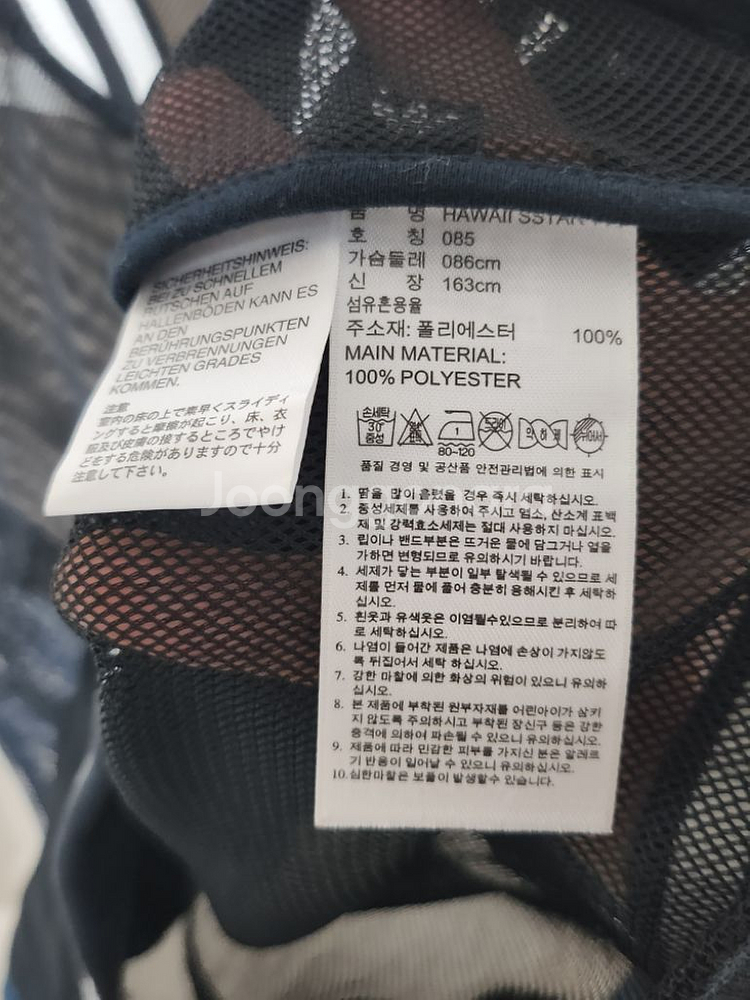 SICHERHEITSHINWEIS:
BEI ZU SCHNELLEM
RUTSCHEN AUF
HALLENBÖDEN KANN ES
AN DEN
BERÜHRUNGSPUNKTEN
ZU VERBRENNUNGEN
LEICHTEN GRADES
KOMMEN.
注意
室内の床の上で素早くスライディ
ングすると摩擦が起こり、床、衣
服及び皮膚の接するところでやけ
どをする危険がありますので十分
注意して下さい。
품 명 HAWAII SSTAR
호 칭 085
가슴둘레 086cm
신 장 163cm
섬유혼용율
주소재: 폴리에스터 100%
MAIN MATERIAL:
100% POLYESTER
손세탁
30°
중성
1
80~120
드라이
약하게
뉘어서
품질 경영 및 공산품 안전관리법에 의한 표시
1. 땀을 많이 흘렸을 경우 즉시 세탁하십시오.
2. 중성세제를 사용하여 주시고 염소, 산소계 표백
제 및 강력효소세제는 절대 사용하지 마십시오.
3. 립이나 밴드부분은 뜨거운 물에 담그거나 열을
가하면 변형되므로 유의하시기 바랍니다.
4. 세제가 닿는 부분이 일부 탈색될 수 있으므로 세
제를 먼저 물에 풀어 충분히 용해시킨 후 세탁하
십시오.
5. 흰옷과 유색옷은 이염될수있으므로 분리하여 따
로 세탁하십시오.
6. 나염이 들어간 제품은 나염에 손상이 가지않도
록 뒤집어서 세탁 하십시오.
7. 강한 마찰에 의한 화상의 위험이 있으니 유의하
십시오.
8. 본 제품에 부착된 원부자재를 어린아이가 삼키
지 않도록 주의하시고 부착된 장신구 등은 강한
충격에 의하여 파손될 수 있으니 유의하십시오.
9. 제품에 따라 민감한 피부를 가지신 분은 알레르
기 반응이 일어날 수 있으니 유의하십시오.
10. 심한마찰은 보풀이 발생할수 있습니다.